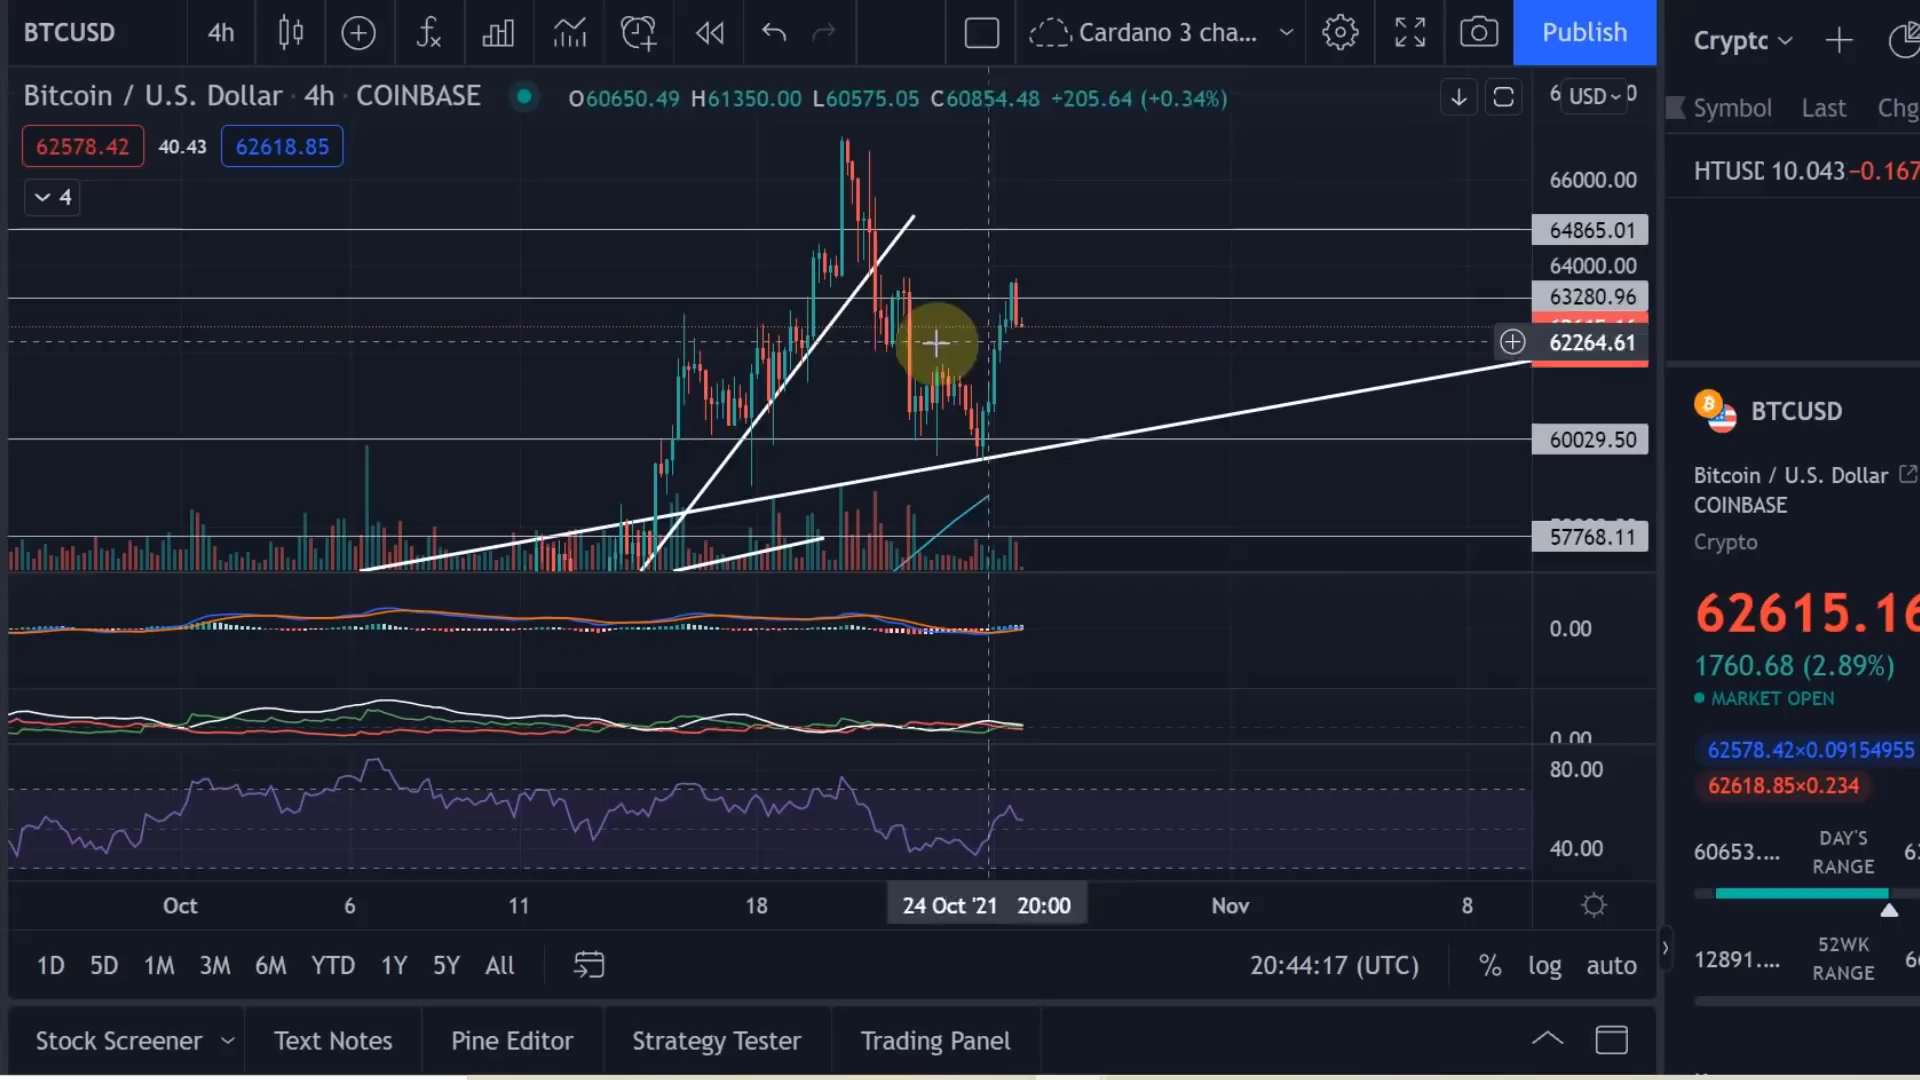 BTCUSD 4h Cardano 3 cha... Publish
Bitcoin / U.S. Dollar · 4h · COINBASE O60650.49 H61350.00 L60575.05 C60854.48 +205.64 (+0.34%)
USD
62578.42 40.43 62618.85
4
66000.00
64865.01
64000.00
63280.96
62264.61
60029.50
57768.11
0.00
0.00
80.00
40.00
Oct 6 11 18 24 Oct '21 20:00 Nov 8
1D 5D 1M 3M 6M YTD 1Y 5Y All 20:44:17 (UTC) % log auto
Stock Screener Text Notes Pine Editor Strategy Tester Trading Panel
Symbol Last Chg
HTUSD 10.043 −0.167
BTCUSD
Bitcoin / U.S. Dollar
COINBASE
Crypto
62615.16
1760.68 (2.89%)
MARKET OPEN
62578.42×0.09154955
62618.85×0.234
60653.... DAY'S RANGE
12891.... 52WK RANGE